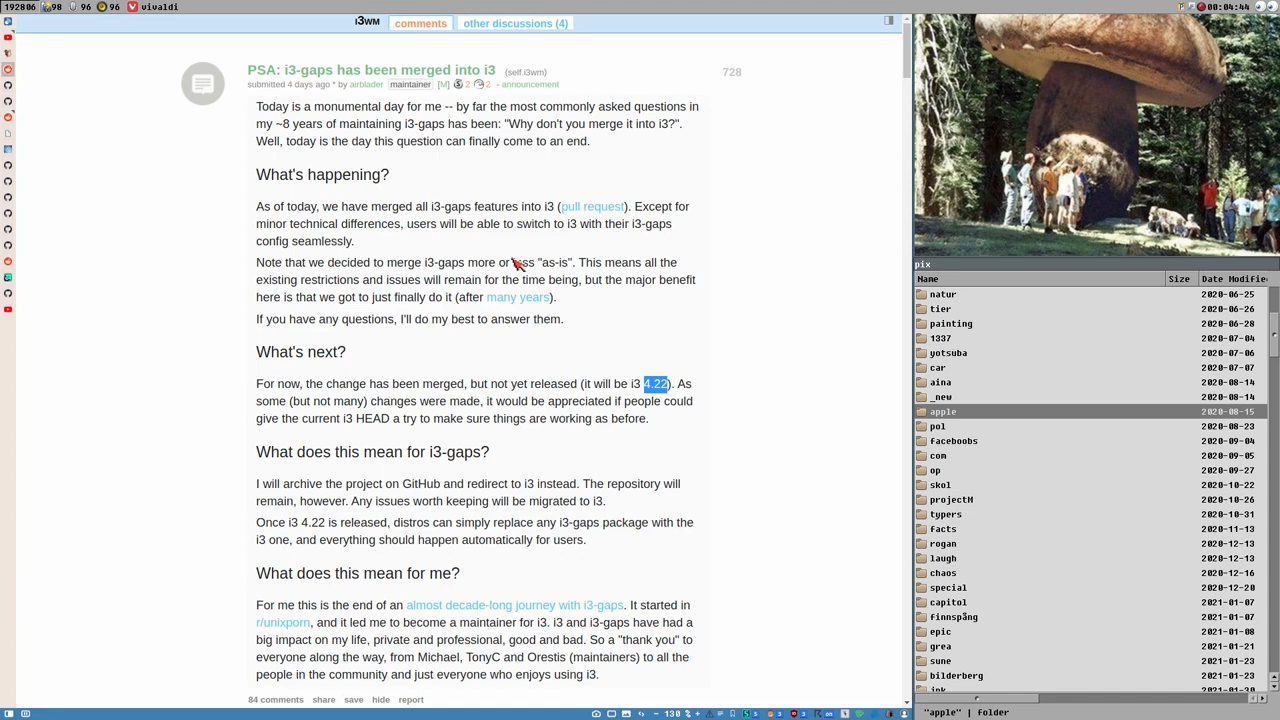 192806 98 96 96 vivaldi
00:04:44
i3WM comments other discussions (4)
PSA: i3-gaps has been merged into i3 (self.i3wm)
728
submitted 4 days ago * by airblader maintainer [M] 2 2 - announcement
Today is a monumental day for me -- by far the most commonly asked questions in
my ~8 years of maintaining i3-gaps has been: "Why don't you merge it into i3?".
Well, today is the day this question can finally come to an end.
What's happening?
As of today, we have merged all i3-gaps features into i3 (pull request). Except for
minor technical differences, users will be able to switch to i3 with their i3-gaps
config seamlessly.
Note that we decided to merge i3-gaps more or less "as-is". This means all the
existing restrictions and issues will remain for the time being, but the major benefit
here is that we got to just finally do it (after many years).
If you have any questions, I'll do my best to answer them.
What's next?
For now, the change has been merged, but not yet released (it will be i3 4.22). As
some (but not many) changes were made, it would be appreciated if people could
give the current i3 HEAD a try to make sure things are working as before.
What does this mean for i3-gaps?
I will archive the project on GitHub and redirect to i3 instead. The repository will
remain, however. Any issues worth keeping will be migrated to i3.
Once i3 4.22 is released, distros can simply replace any i3-gaps package with the
i3 one, and everything should happen automatically for users.
What does this mean for me?
For me this is the end of an almost decade-long journey with i3-gaps. It started in
r/unixporn, and it led me to become a maintainer for i3. i3 and i3-gaps have had a
big impact on my life, private and professional, good and bad. So a "thank you" to
everyone along the way, from Michael, TonyC and Orestis (maintainers) to all the
people in the community and just everyone who enjoys using i3.
84 comments share save hide report
130 %
pix
Name Size Date Modifie
natur 2020-06-25
tier 2020-06-26
painting 2020-06-28
1337 2020-07-04
yotsuba 2020-07-06
car 2020-07-07
aina 2020-08-14
_new 2020-08-14
apple 2020-08-15
pol 2020-08-23
faceboobs 2020-09-04
com 2020-09-05
op 2020-09-27
skol 2020-10-22
projectM 2020-10-26
typers 2020-10-31
facts 2020-11-13
rogan 2020-12-13
laugh 2020-12-13
chaos 2020-12-16
special 2020-12-20
capitol 2021-01-07
finnspång 2021-01-07
epic 2021-01-08
grea 2021-01-23
sune 2021-01-23
bilderberg 2021-01-23
"apple" | folder